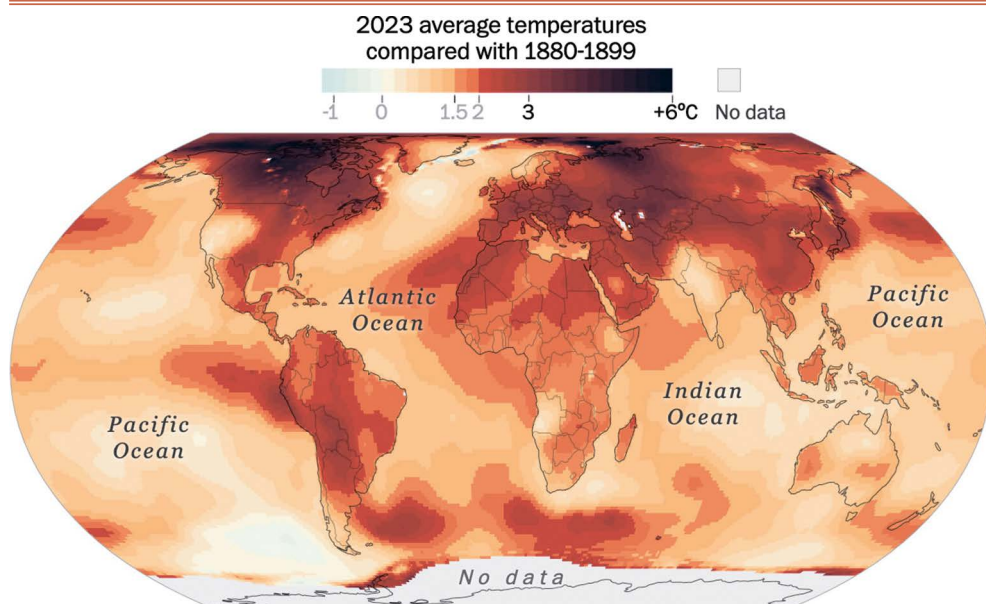 2023 average temperatures
compared with 1880-1899
-1 0 1.5 2 3 +6ºC No data
Atlantic
Ocean
Pacific
Ocean
Indian
Ocean
Pacific
Ocean
No data